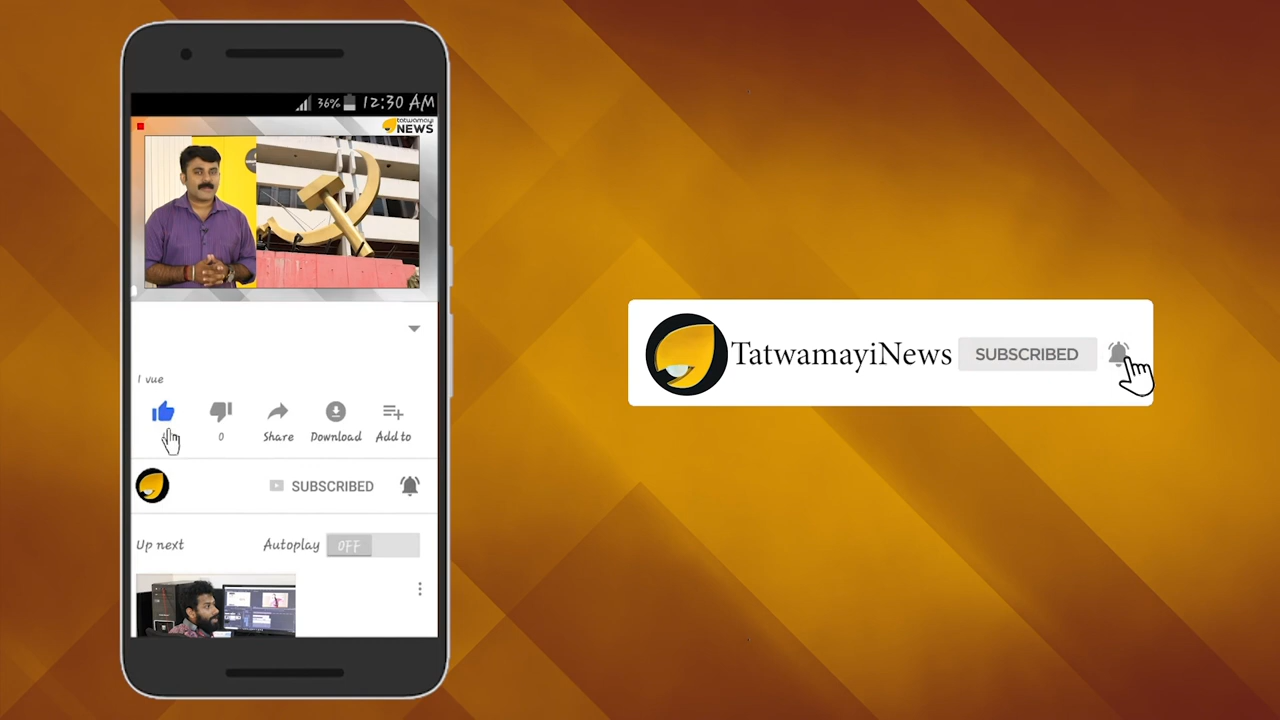 36% 12:30 AM
tatwamayi
NEWS
1 vue
0 Share Download Add to
SUBSCRIBED
Up next Autoplay OFF
TatwamayiNews SUBSCRIBED